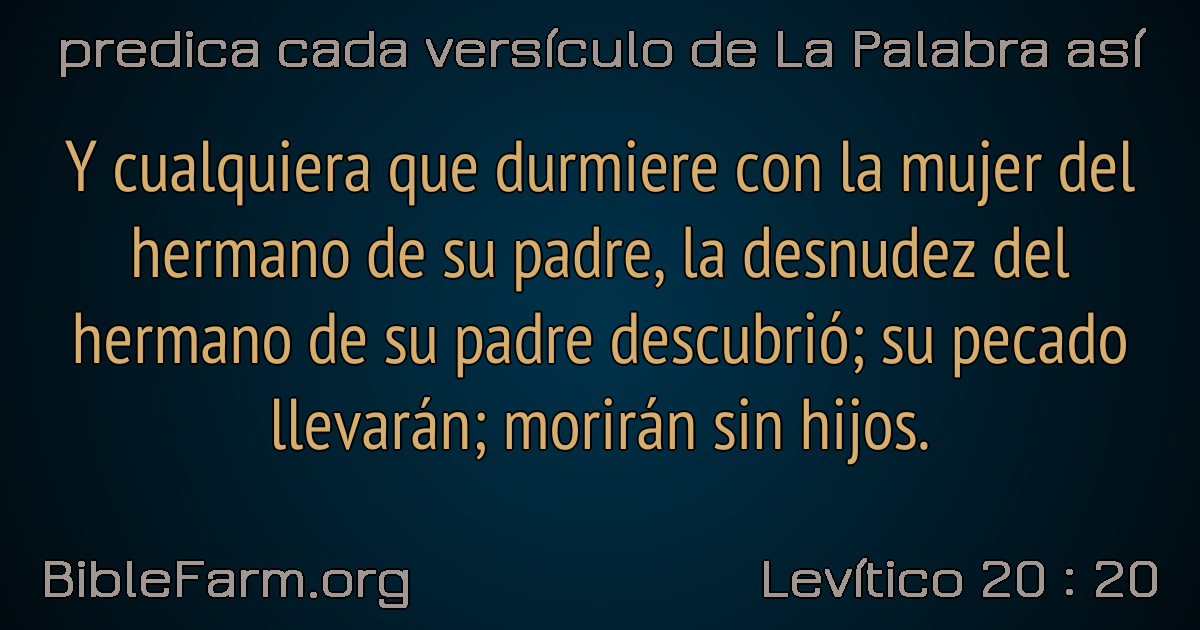 predica cada versículo de La Palabra así
Y cualquiera que durmiere con la mujer del
hermano de su padre, la desnudez del
hermano de su padre descubrió; su pecado
llevarán; morirán sin hijos.
BibleFarm.org
Levítico 20 : 20